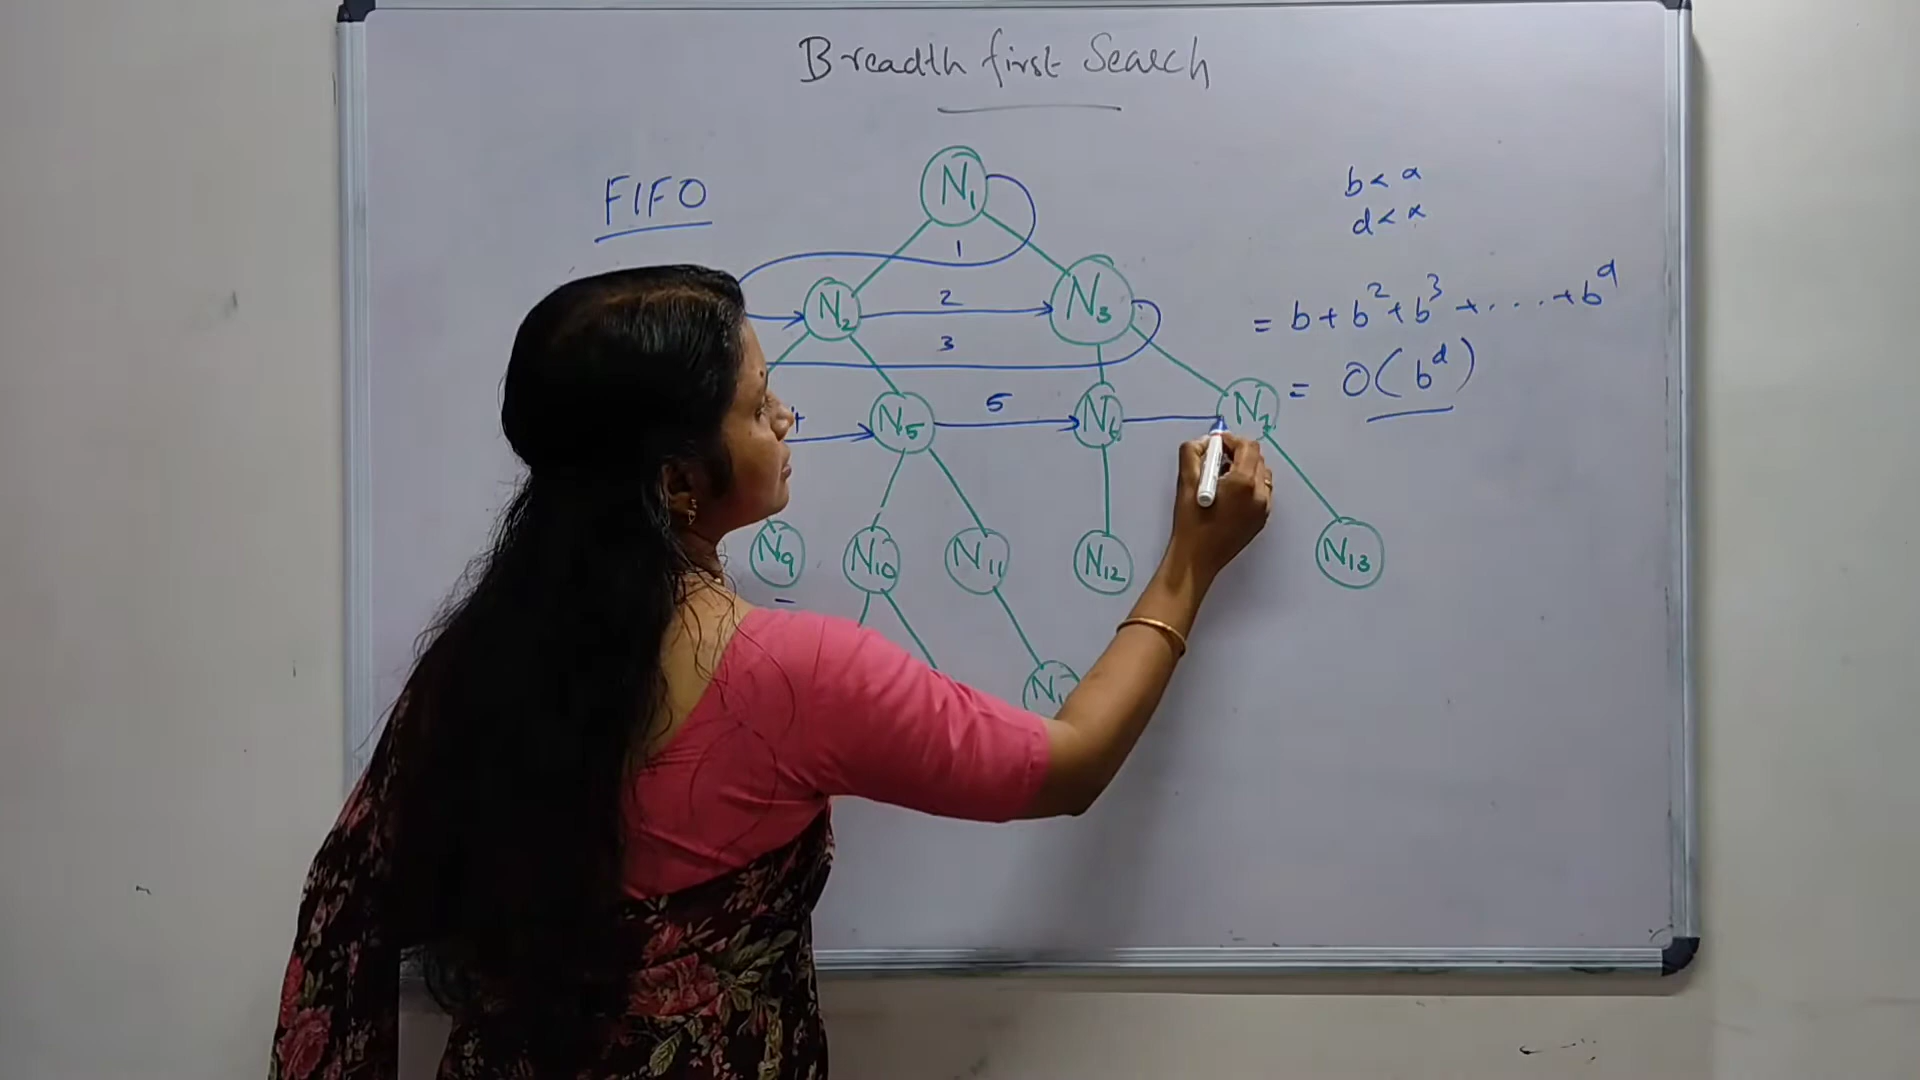 Breadth first Search
FIFO
N1
1
N2
2
N3
3
N5
5
N6
N7
N9
N10
N11
N12
N13
b < α
d < α
= b + b² + b³ + .... + b^d
= O(b^d)